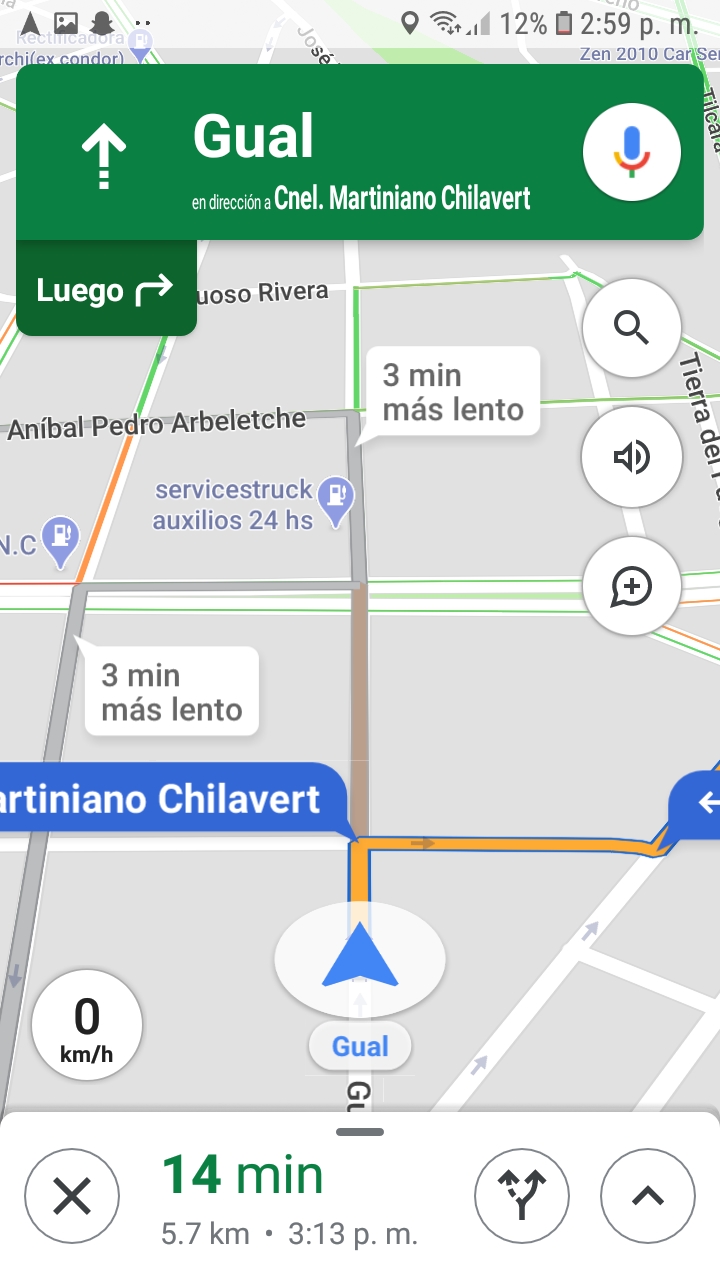 12% 2:59 p. m.
Rectificadora
rchi(ex condor)
José
Zen 2010 Car Ser
Tilcara
Gual
en dirección a Cnel. Martiniano Chilavert
Luego
uoso Rivera
3 min
más lento
Aníbal Pedro Arbeletche
Tierra del Fu
servicestruck
auxilios 24 hs
N.C
3 min
más lento
artiniano Chilavert
0
km/h
Gual
Gu
14 min
5.7 km • 3:13 p. m.